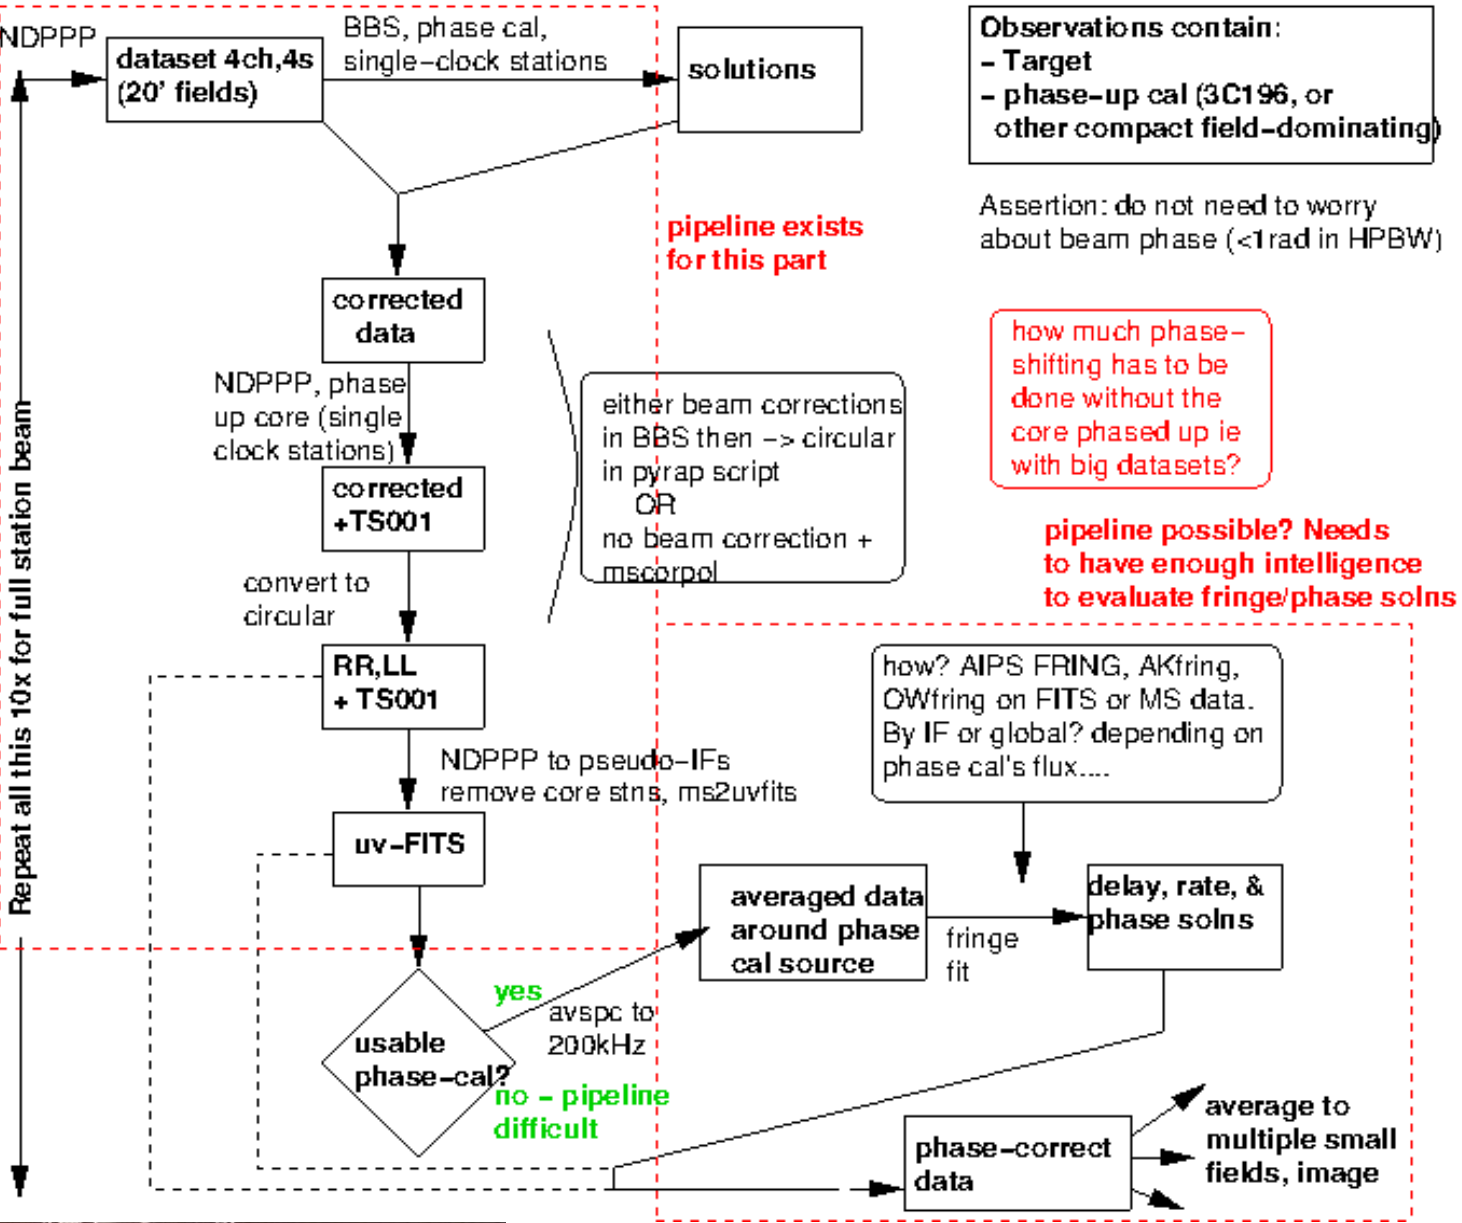 NDPPP
dataset 4ch,4s
(20' fields)
BBS, phase cal,
single-clock stations
solutions
Observations contain:
- Target
- phase-up cal (3C196, or
other compact field-dominating)
Assertion: do not need to worry
about beam phase (<1rad in HPBW)
pipeline exists
for this part
corrected
data
how much phase-
shifting has to be
done without the
core phased up ie
with big datasets?
NDPPP, phase
up core (single
clock stations)
either beam corrections
in BBS then -> circular
in pyrap script
OR
no beam correction +
mscorpol
corrected
+TS001
pipeline possible? Needs
to have enough intelligence
to evaluate fringe/phase solns
convert to
circular
RR,LL
+ TS001
how? AIPS FRING, AKfring,
OWfring on FITS or MS data.
By IF or global? depending on
phase cal's flux....
Repeat all this 10x for full station beam
NDPPP to pseudo-IFs
remove core stns, ms2uvfits
uv-FITS
averaged data
around phase
cal source
fringe
fit
delay, rate, &
phase solns
yes
avspc to
200kHz
usable
phase-cal?
no - pipeline
difficult
phase-correct
data
average to
multiple small
fields, image